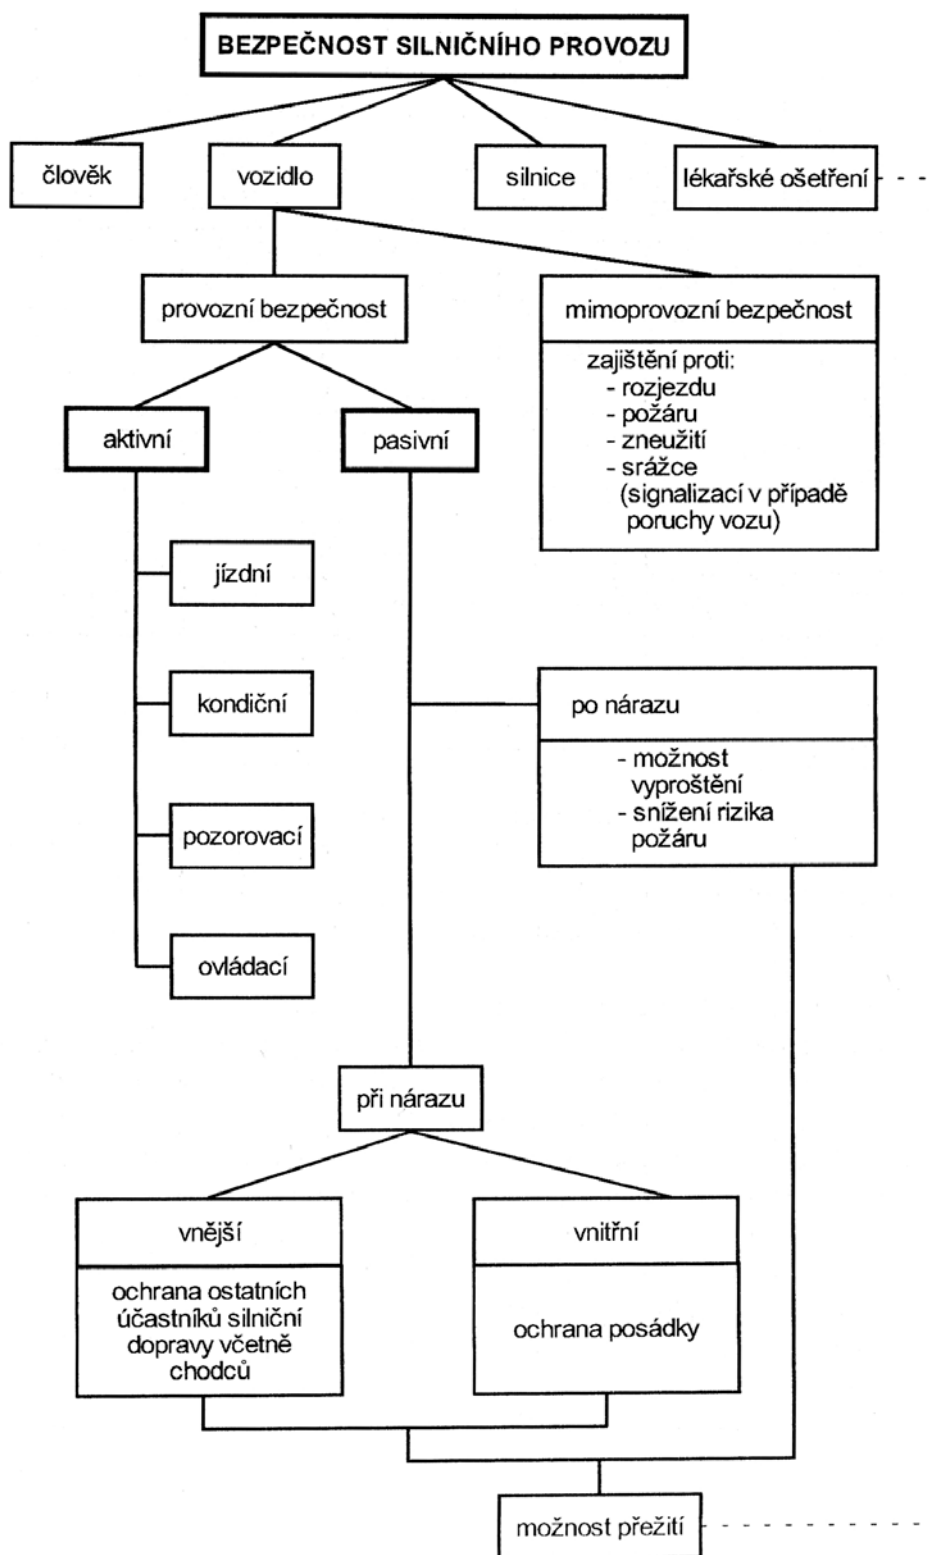 BEZPEČNOST SILNIČNÍHO PROVOZU
člověk
vozidlo
silnice
lékařské ošetření
provozní bezpečnost
mimoprovozní bezpečnost
zajištění proti:
- rozjezdu
- požáru
- zneužití
- srážce
(signalizací v případě
poruchy vozu)
aktivní
pasivní
jízdní
kondiční
pozorovací
ovládací
po nárazu
- možnost
vyproštění
- snížení rizika
požáru
při nárazu
vnější
ochrana ostatních
účastníků silniční
dopravy včetně
chodců
vnitřní
ochrana posádky
možnost přežití